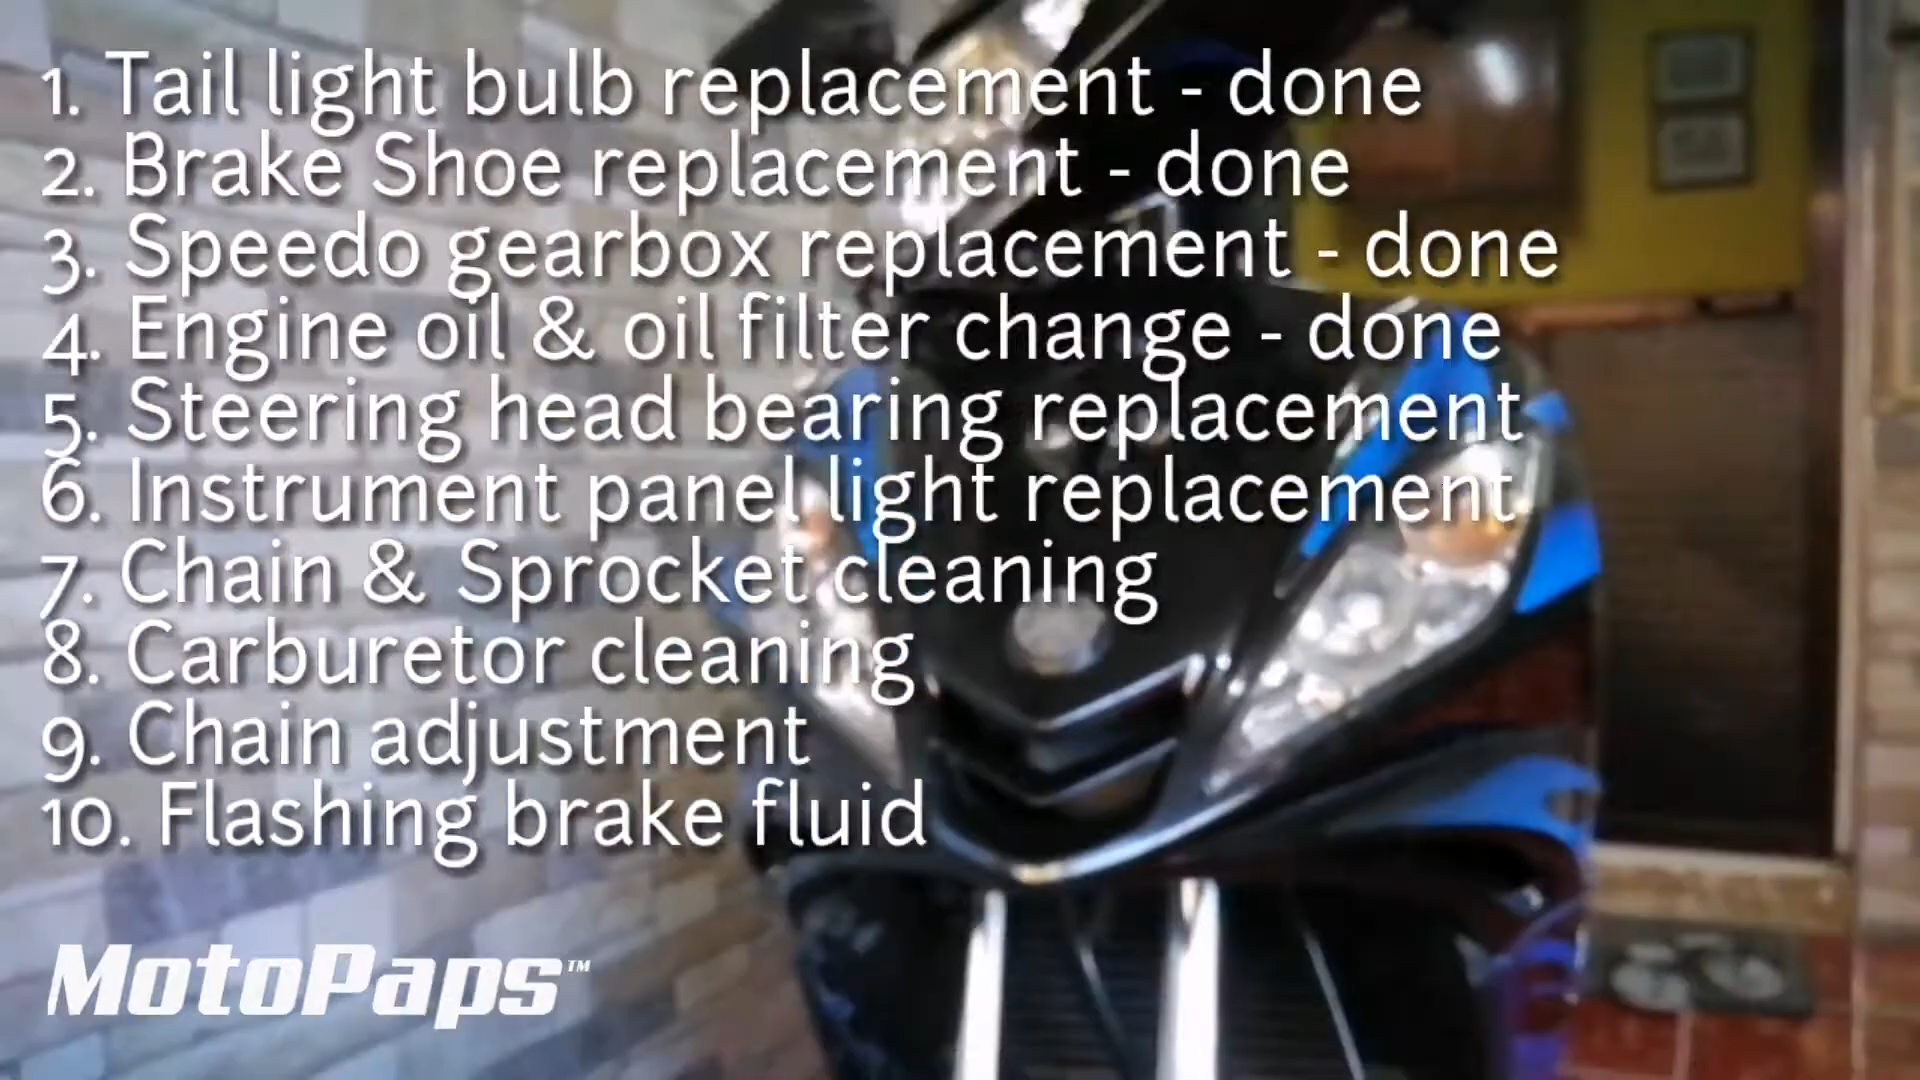 1. Tail light bulb replacement - done
2. Brake Shoe replacement - done
3. Speedo gearbox replacement - done
4. Engine oil & oil filter change - done
5. Steering head bearing replacement
6. Instrument panel light replacement
7. Chain & Sprocket cleaning
8. Carburetor cleaning
9. Chain adjustment
10. Flashing brake fluid
MotoPaps™